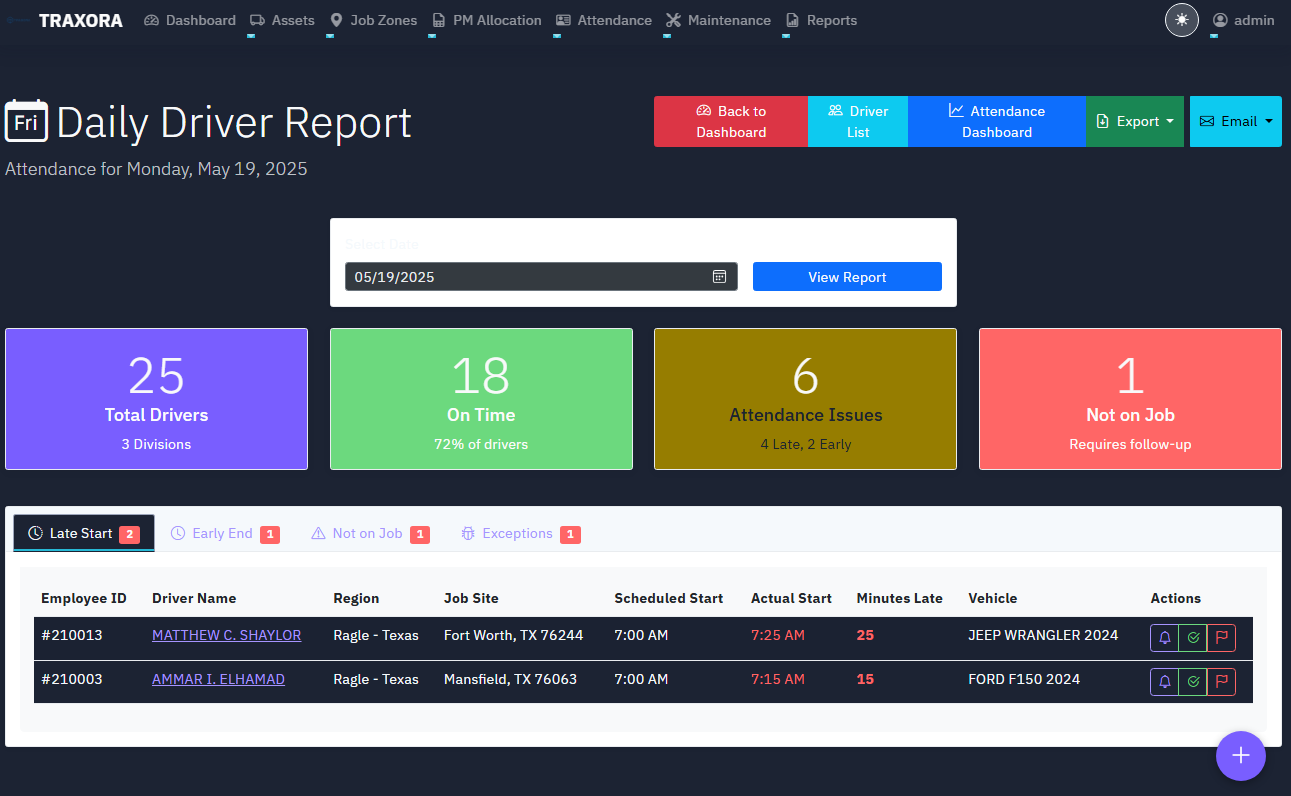 TRAXORA Dashboard Assets Job Zones PM Allocation Attendance Maintenance Reports admin
Fri Daily Driver Report
Attendance for Monday, May 19, 2025
Back to Dashboard
Driver List
Attendance Dashboard
Export
Email
Select Date
05/19/2025 View Report
25
Total Drivers
3 Divisions
18
On Time
72% of drivers
6
Attendance Issues
4 Late, 2 Early
1
Not on Job
Requires follow-up
Late Start 2 Early End 1 Not on Job 1 Exceptions 1
Employee ID Driver Name Region Job Site Scheduled Start Actual Start Minutes Late Vehicle Actions
#210013 MATTHEW C. SHAYLOR Ragle - Texas Fort Worth, TX 76244 7:00 AM 7:25 AM 25 JEEP WRANGLER 2024
#210003 AMMAR I. ELHAMAD Ragle - Texas Mansfield, TX 76063 7:00 AM 7:15 AM 15 FORD F150 2024